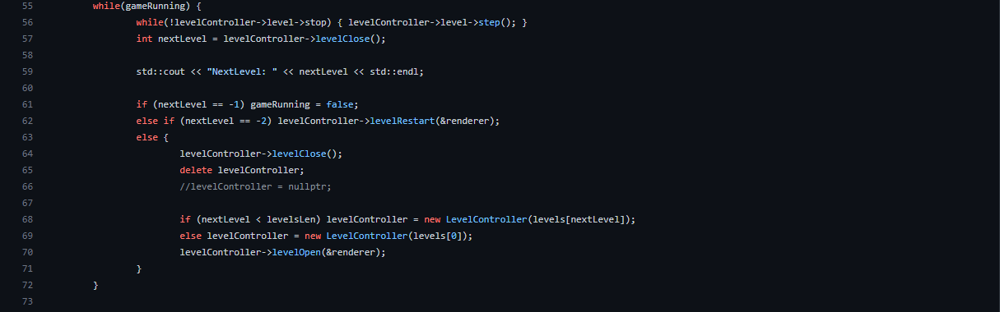 55 while(gameRunning) {
56 while(!levelController->level->stop) { levelController->level->step(); }
57 int nextLevel = levelController->levelClose();
58
59 std::cout << "NextLevel: " << nextLevel << std::endl;
60
61 if (nextLevel == -1) gameRunning = false;
62 else if (nextLevel == -2) levelController->levelRestart(&renderer);
63 else {
64 levelController->levelClose();
65 delete levelController;
66 //levelController = nullptr;
67
68 if (nextLevel < levelsLen) levelController = new LevelController(levels[nextLevel]);
69 else levelController = new LevelController(levels[0]);
70 levelController->levelOpen(&renderer);
71 }
72 }
73